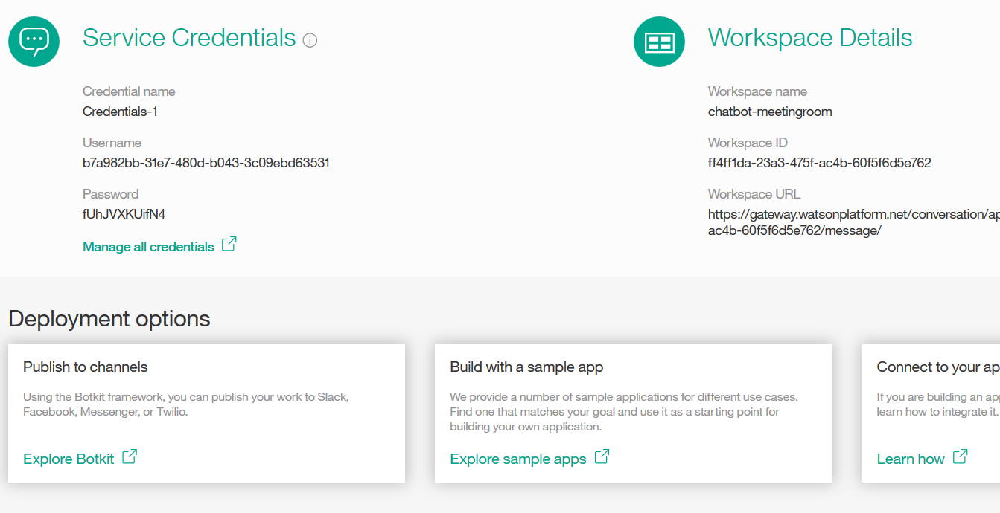 Service Credentials
Credential name
Credentials-1
Username
b7a982bb-31e7-480d-b043-3c09ebd63531
Password
fUhJVXKUifN4
Manage all credentials
Workspace Details
Workspace name
chatbot-meetingroom
Workspace ID
ff4ff1da-23a3-475f-ac4b-60f5f6d5e762
Workspace URL
https://gateway.watsonplatform.net/conversation/ap
ac4b-60f5f6d5e762/message/
Deployment options
Publish to channels
Using the Botkit framework, you can publish your work to Slack,
Facebook, Messenger, or Twilio.
Explore Botkit
Build with a sample app
We provide a number of sample applications for different use cases.
Find one that matches your goal and use it as a starting point for
building your own application.
Explore sample apps
Connect to your ap
If you are building an app
learn how to integrate it.
Learn how